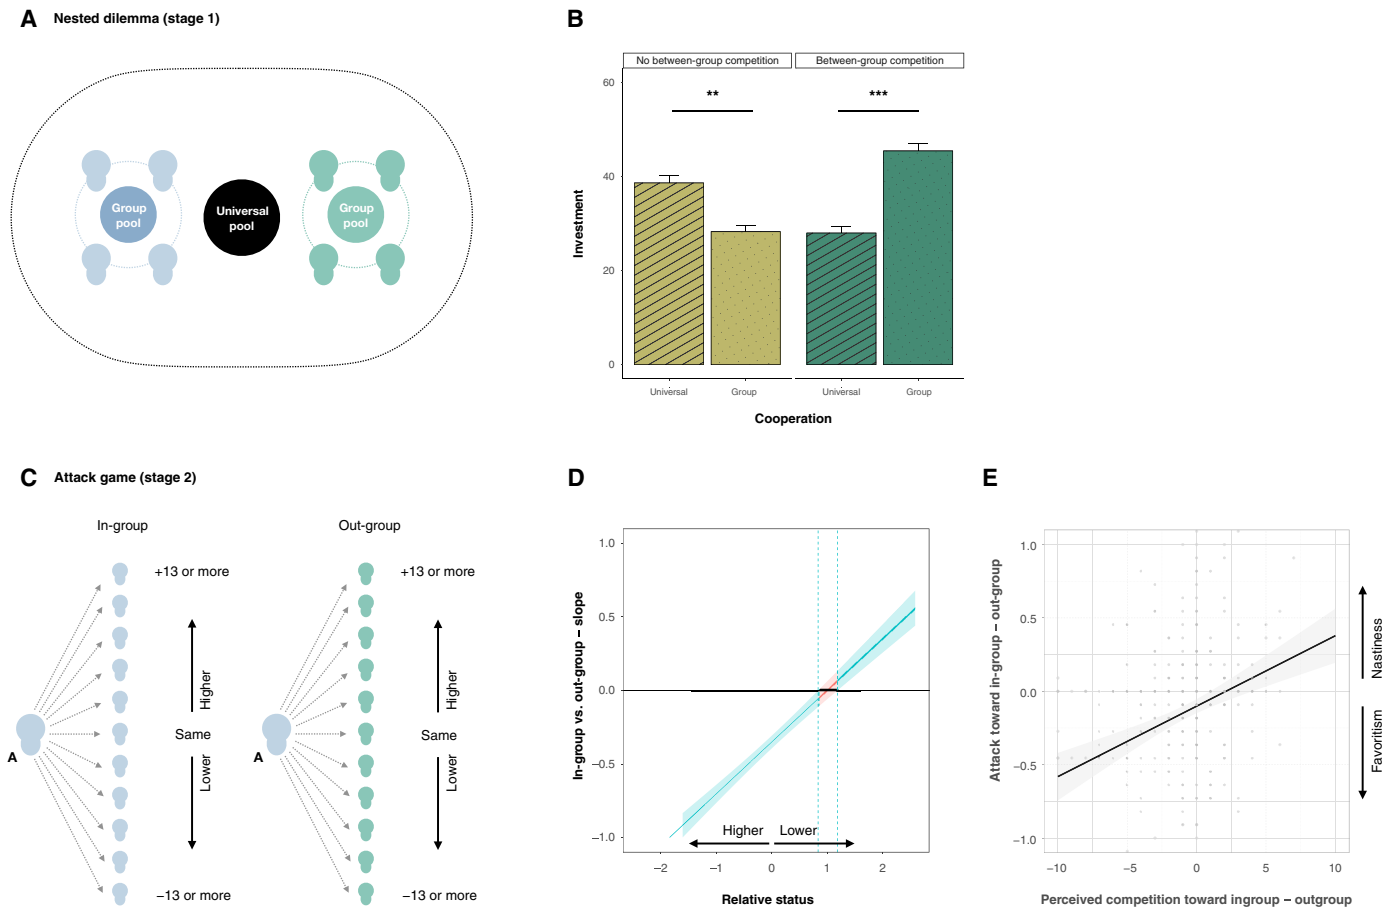 A Nested dilemma (stage 1)
Group
pool
Universal
pool
Group
pool
B
No between-group competition
Between-group competition
60
40
20
0
**
***
Investment
Universal
Group
Universal
Group
Cooperation
C Attack game (stage 2)
In-group
Out-group
+13 or more
+13 or more
Higher
Higher
Same
Same
A
A
Lower
Lower
−13 or more
−13 or more
D
In-group vs. out-group − slope
1.0
0.5
0.0
−0.5
−1.0
Higher
Lower
−2
−1
0
1
2
Relative status
E
Attack toward in-group − out-group
1.0
0.5
0.0
−0.5
−1.0
Nastiness
Favoritism
−10
−5
0
5
10
Perceived competition toward ingroup − outgroup